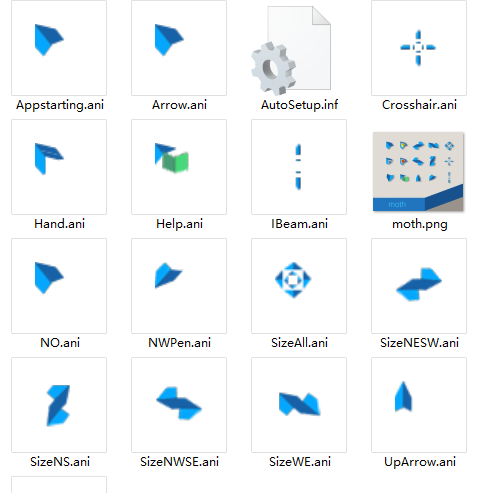 Appstarting.ani
Arrow.ani
AutoSetup.inf
Crosshair.ani
Hand.ani
Help.ani
IBeam.ani
moth
moth.png
NO.ani
NWPen.ani
SizeAll.ani
SizeNESW.ani
SizeNS.ani
SizeNWSE.ani
SizeWE.ani
UpArrow.ani